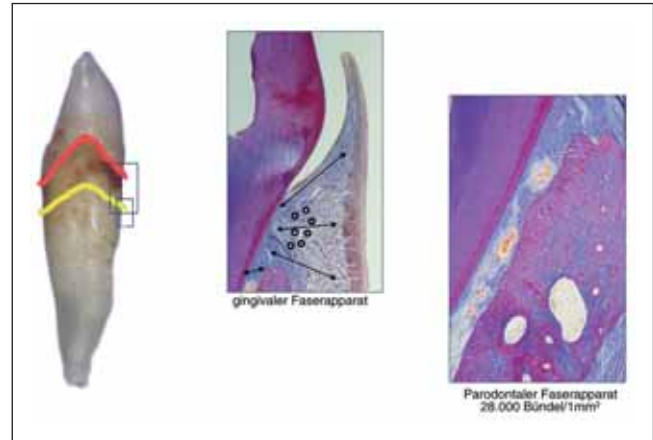 gingivaler Faserapparat
Parodontaler Faserapparat
28.000 Bündel/1mm²